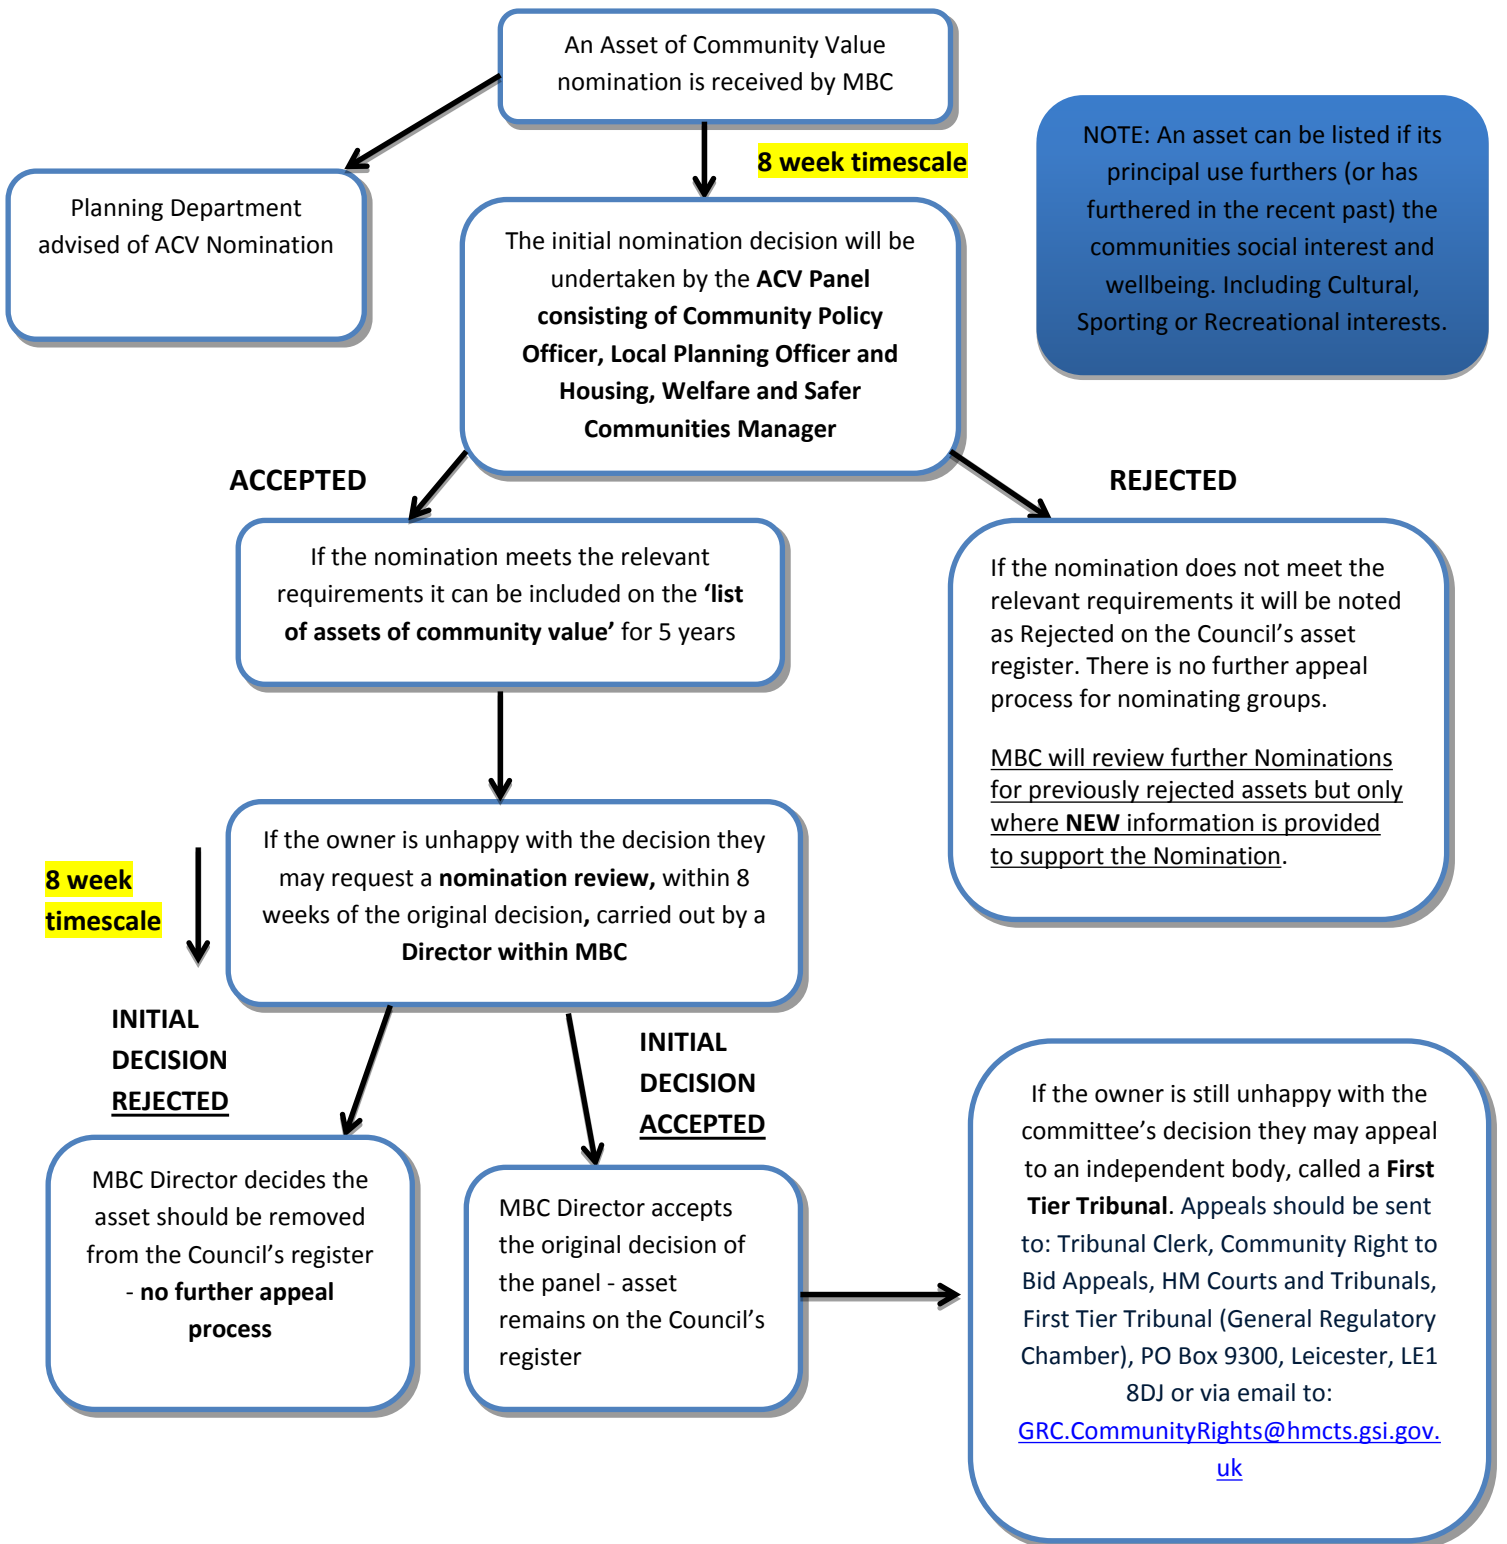 An Asset of Community Value
nomination is received by MBC
8 week timescale
NOTE: An asset can be listed if its
principal use furthers (or has
furthered in the recent past) the
communities social interest and
wellbeing. Including Cultural,
Sporting or Recreational interests.
Planning Department
advised of ACV Nomination
The initial nomination decision will be
undertaken by the ACV Panel
consisting of Community Policy
Officer, Local Planning Officer and
Housing, Welfare and Safer
Communities Manager
ACCEPTED
REJECTED
If the nomination meets the relevant
requirements it can be included on the ‘list
of assets of community value’ for 5 years
If the nomination does not meet the
relevant requirements it will be noted
as Rejected on the Council’s asset
register. There is no further appeal
process for nominating groups.
MBC will review further Nominations
for previously rejected assets but only
where NEW information is provided
to support the Nomination.
8 week
timescale
If the owner is unhappy with the decision they
may request a nomination review, within 8
weeks of the original decision, carried out by a
Director within MBC
INITIAL
DECISION
REJECTED
INITIAL
DECISION
ACCEPTED
MBC Director decides the
asset should be removed
from the Council’s register
- no further appeal
process
MBC Director accepts
the original decision of
the panel - asset
remains on the Council’s
register
If the owner is still unhappy with the
committee’s decision they may appeal
to an independent body, called a First
Tier Tribunal. Appeals should be sent
to: Tribunal Clerk, Community Right to
Bid Appeals, HM Courts and Tribunals,
First Tier Tribunal (General Regulatory
Chamber), PO Box 9300, Leicester, LE1
8DJ or via email to:
GRC.CommunityRights@hmcts.gsi.gov.
uk